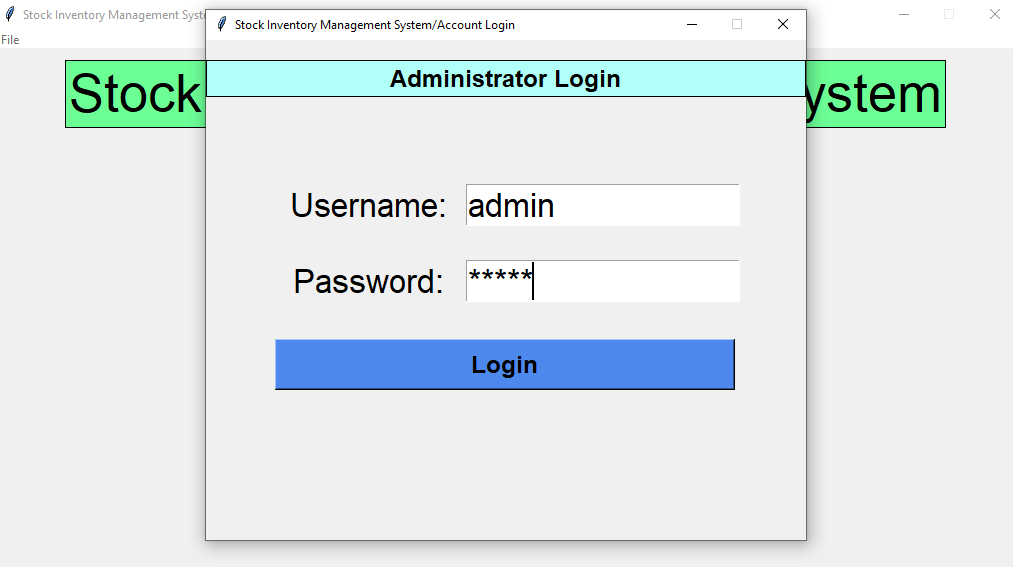 Stock Inventory Management Syste
File
Stock
ystem
Stock Inventory Management System/Account Login
Administrator Login
Username: admin
Password: *****
Login